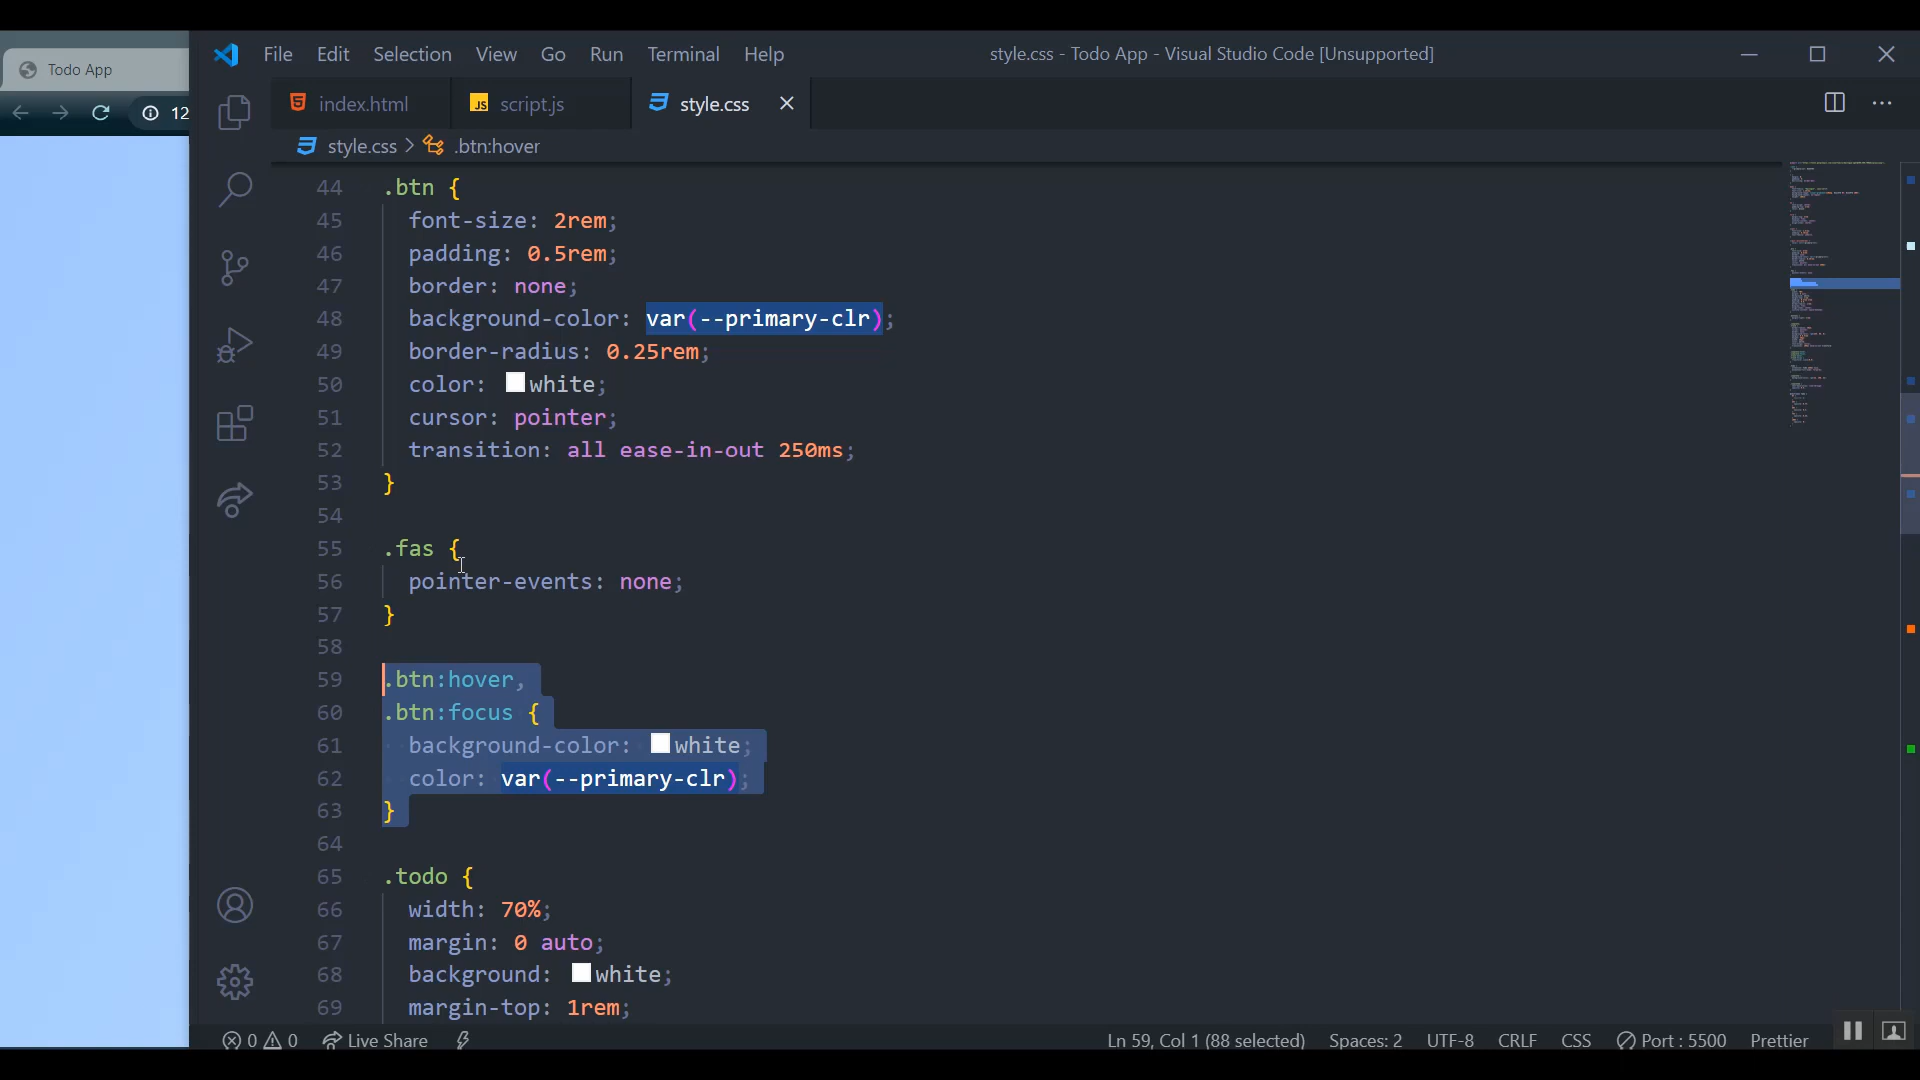 Todo App
12
File Edit Selection View Go Run Terminal Help
style.css - Todo App - Visual Studio Code [Unsupported]
index.html
JS script.js
style.css
style.css > .btn:hover
44 .btn {
45 font-size: 2rem;
46 padding: 0.5rem;
47 border: none;
48 background-color: var(--primary-clr);
49 border-radius: 0.25rem;
50 color: white;
51 cursor: pointer;
52 transition: all ease-in-out 250ms;
53 }
54
55 .fas {
56 pointer-events: none;
57 }
58
59 .btn:hover,
60 .btn:focus {
61 background-color: white;
62 color: var(--primary-clr);
63 }
64
65 .todo {
66 width: 70%;
67 margin: 0 auto;
68 background: white;
69 margin-top: 1rem;
0 0 Live Share Ln 59, Col 1 (88 selected) Spaces: 2 UTF-8 CRLF CSS Port : 5500 Prettier